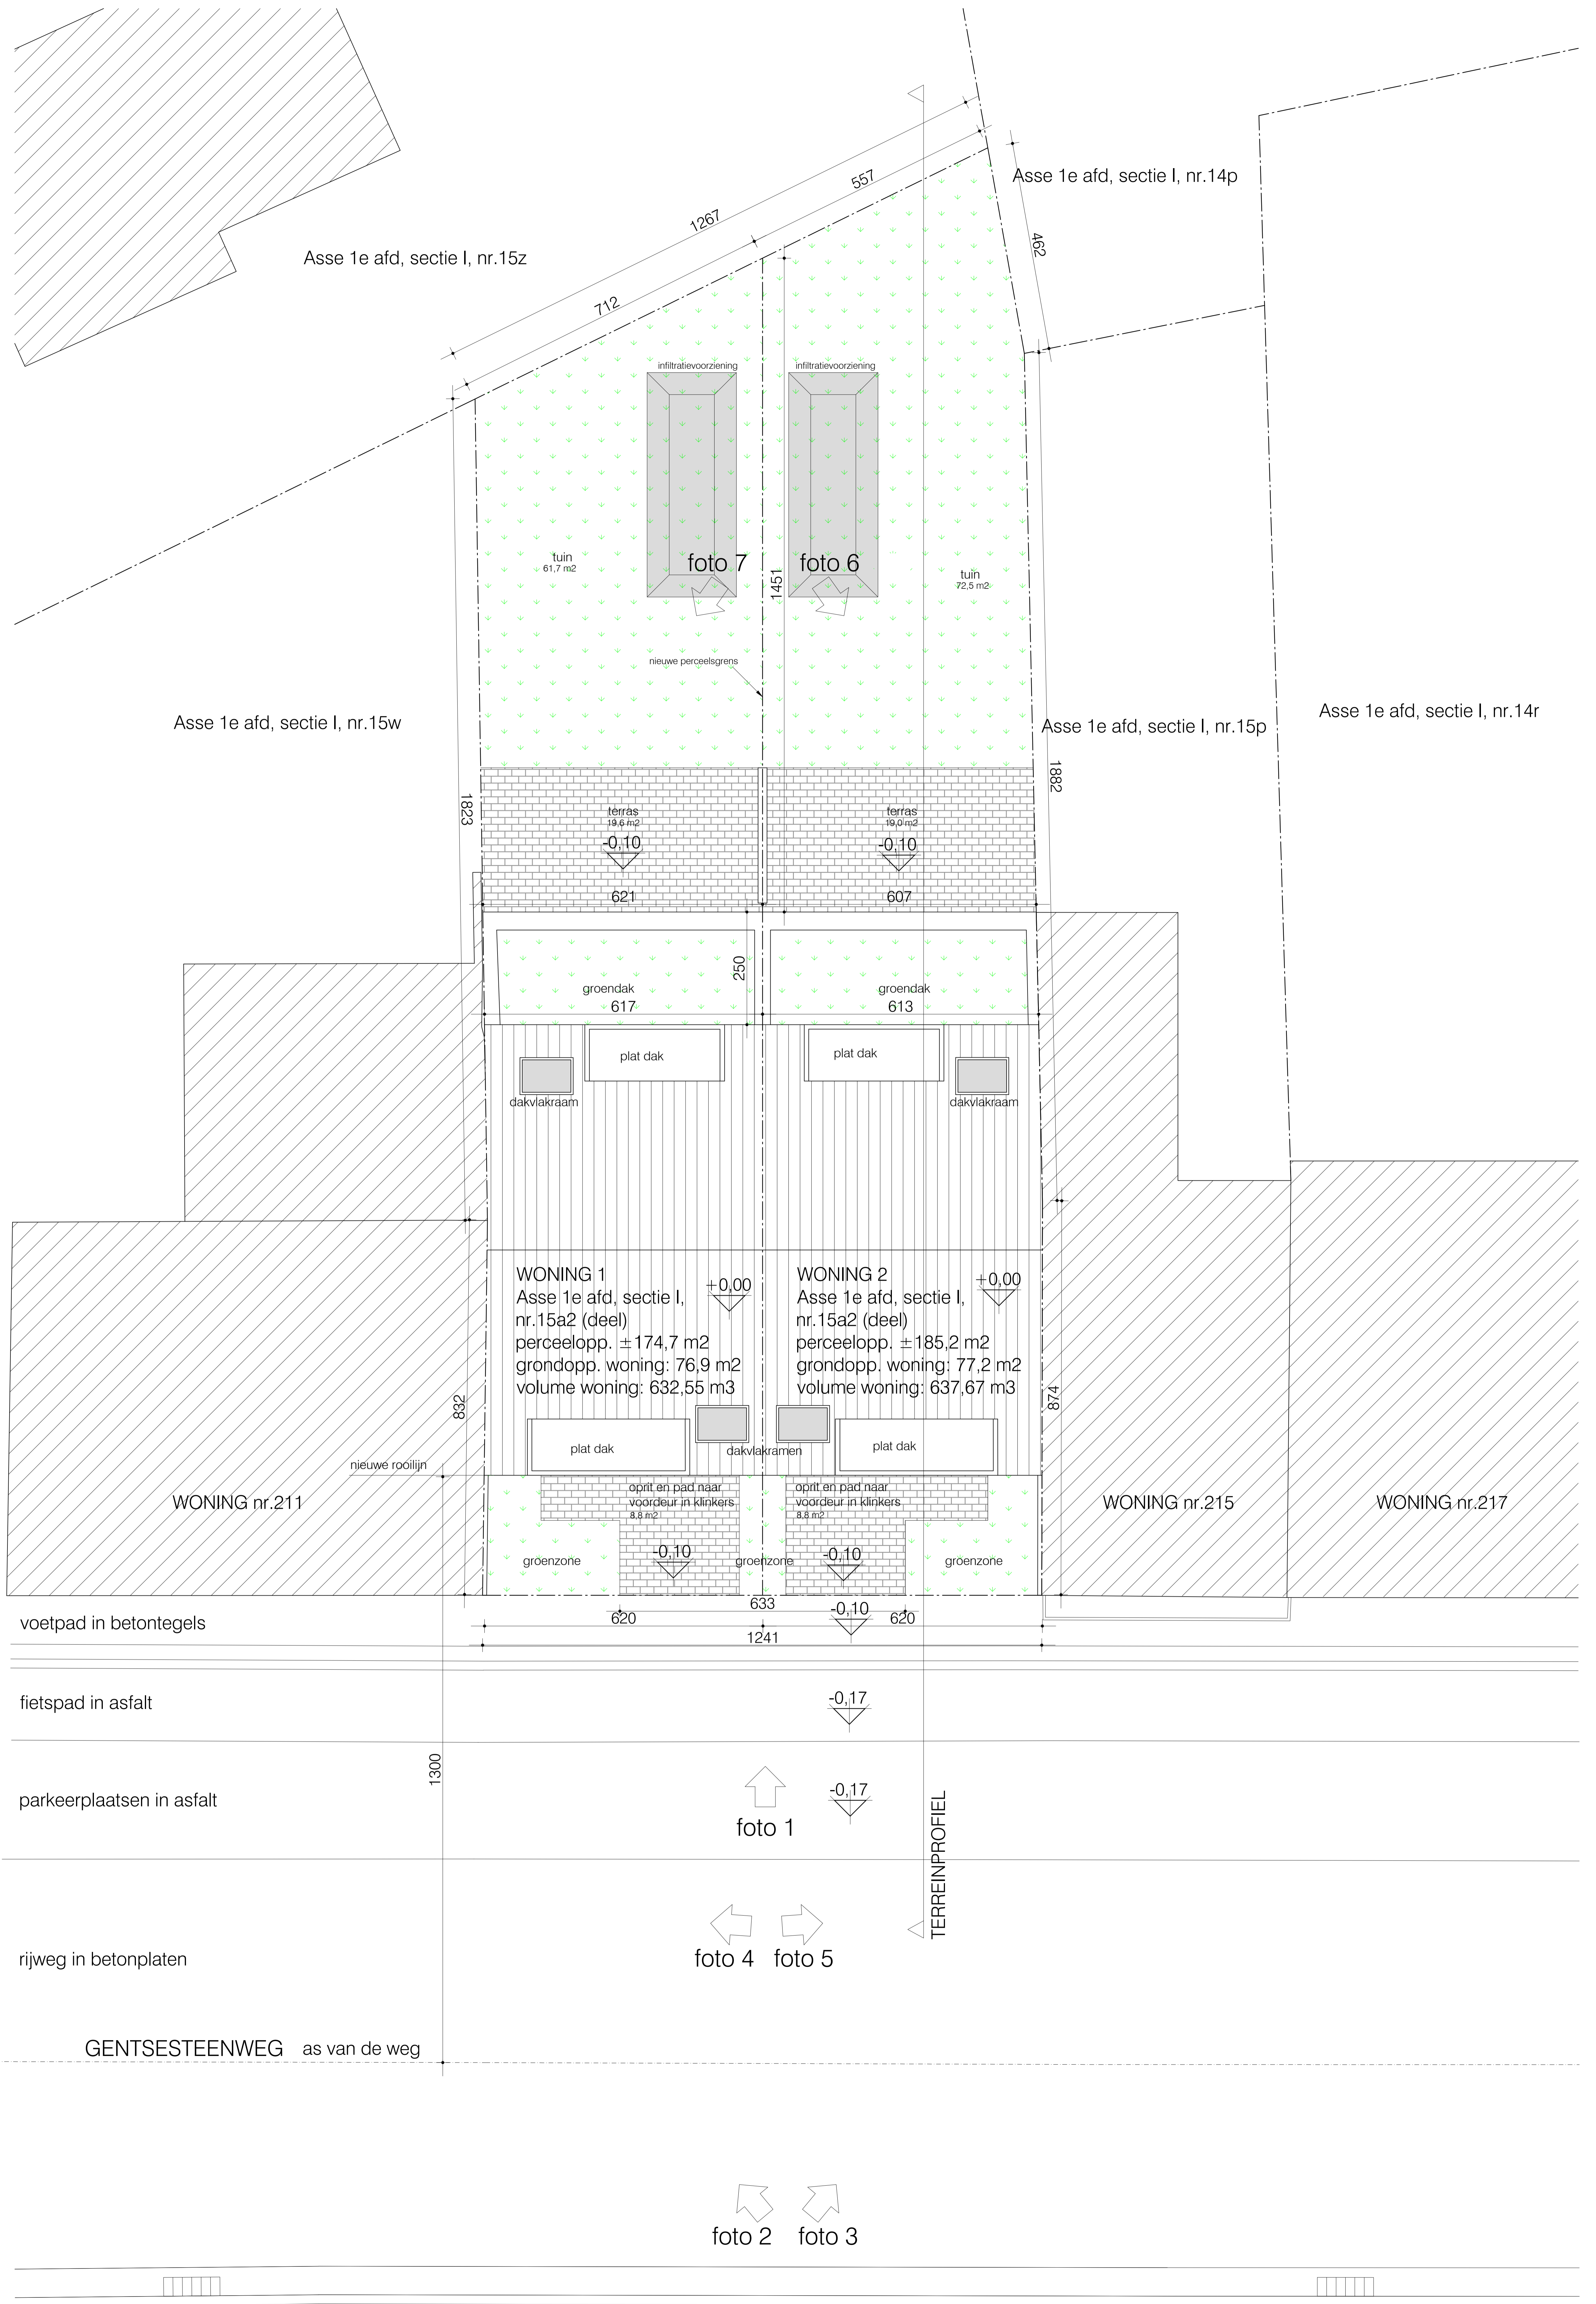 557
Asse 1e afd, sectie I, nr.14p
1267
462
Asse 1e afd, sectie I, nr.15z
712
infiltratievoorziening
infiltratievoorziening
tuin
61,7 m2
foto 7
foto 6
1451
tuin
72,5 m2
nieuwe perceelsgrens
Asse 1e afd, sectie I, nr.15w
Asse 1e afd, sectie I, nr.15p
Asse 1e afd, sectie I, nr.14r
1823
1882
terras
19,6 m2
-0,10
terras
19,0 m2
-0,10
621
607
250
groendak
617
groendak
613
plat dak
plat dak
dakvlakraam
dakvlakraam
WONING 1
Asse 1e afd, sectie I,
nr.15a2 (deel)
perceelopp. ±174,7 m2
grondopp. woning: 76,9 m2
volume woning: 632,55 m3
+0,00
WONING 2
Asse 1e afd, sectie I,
nr.15a2 (deel)
perceelopp. ±185,2 m2
grondopp. woning: 77,2 m2
volume woning: 637,67 m3
+0,00
832
874
plat dak
dakvlakramen
plat dak
nieuwe rooilijn
oprit en pad naar
voordeur in klinkers
8,8 m2
oprit en pad naar
voordeur in klinkers
8,8 m2
WONING nr.211
WONING nr.215
WONING nr.217
groenzone
-0,10
groenzone
-0,10
groenzone
633
620
-0,10
620
1241
voetpad in betontegels
fietspad in asfalt
-0,17
1300
parkeerplaatsen in asfalt
-0,17
foto 1
TERREINPROFIEL
foto 4
foto 5
rijweg in betonplaten
GENTSESTEENWEG as van de weg
foto 2
foto 3